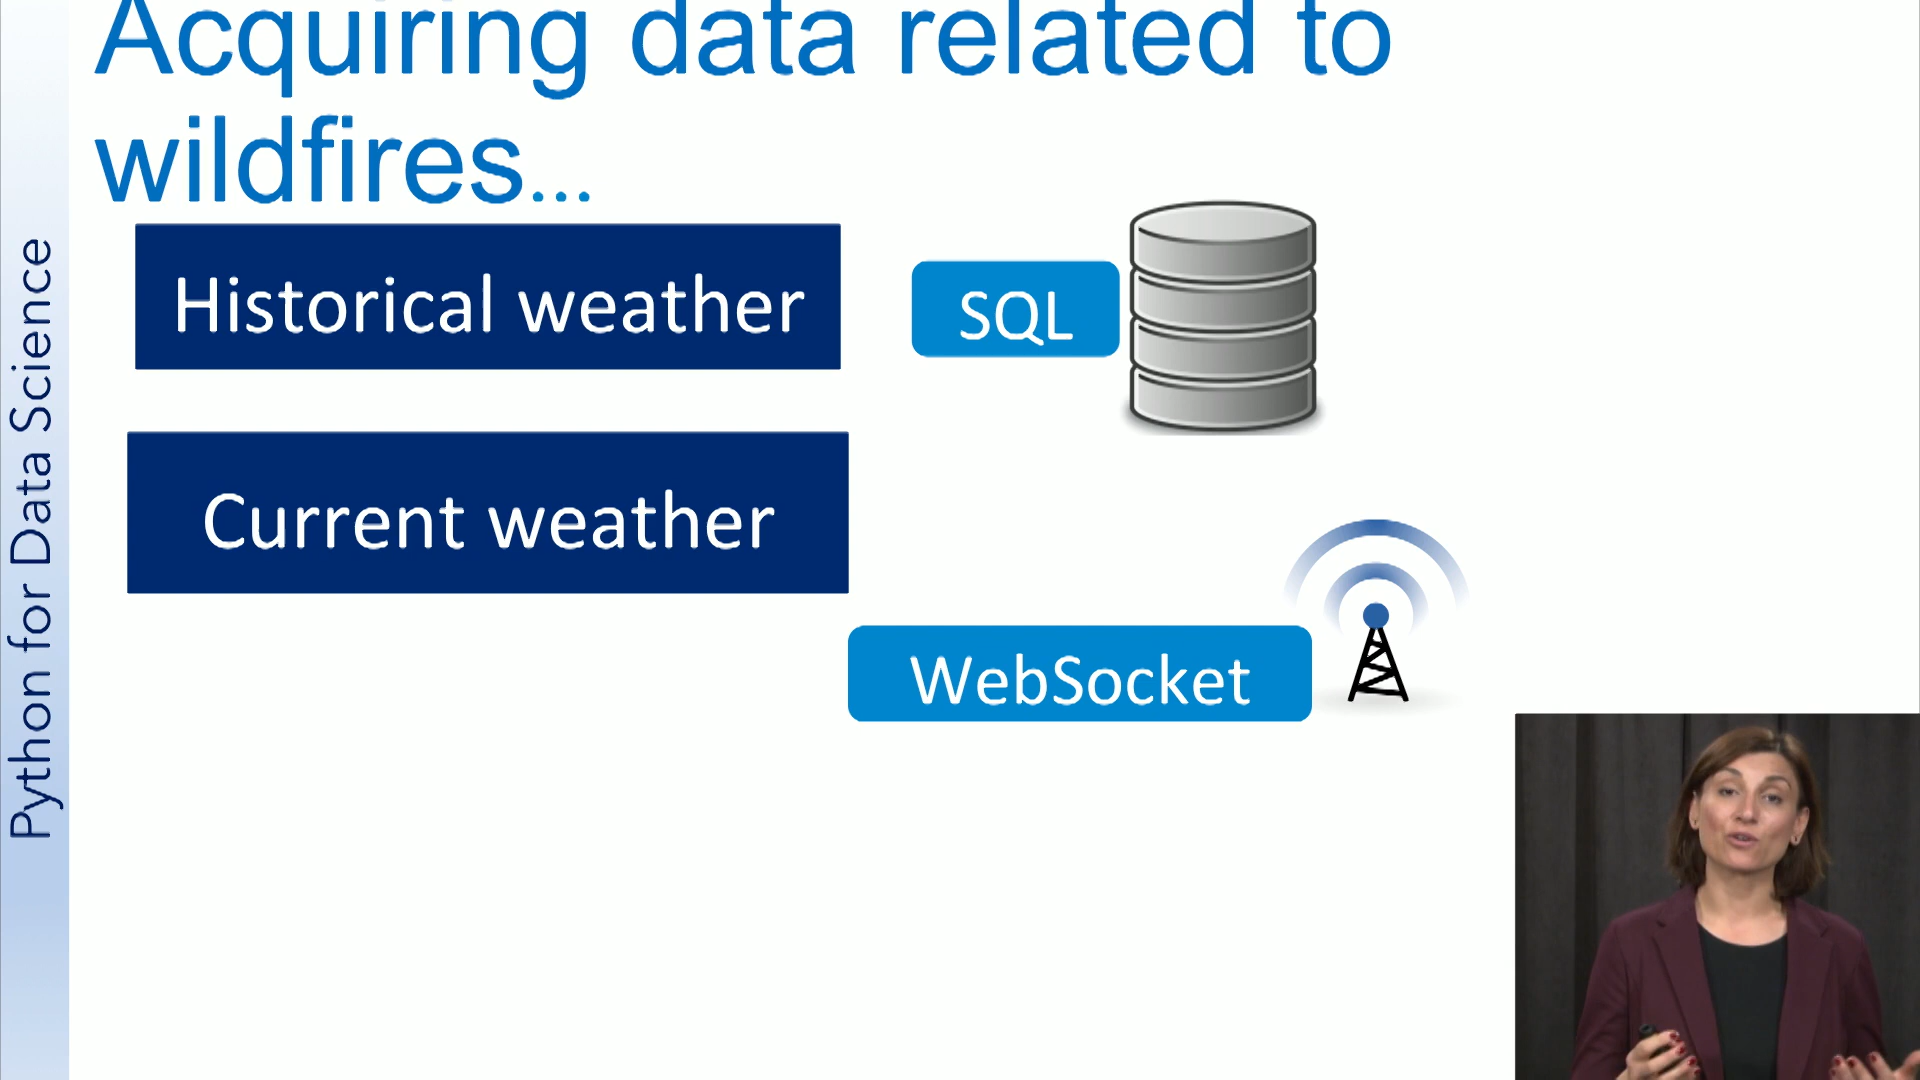 Acquiring data related to
wildfires...
Historical weather
SQL
Current weather
WebSocket
Python for Data Science